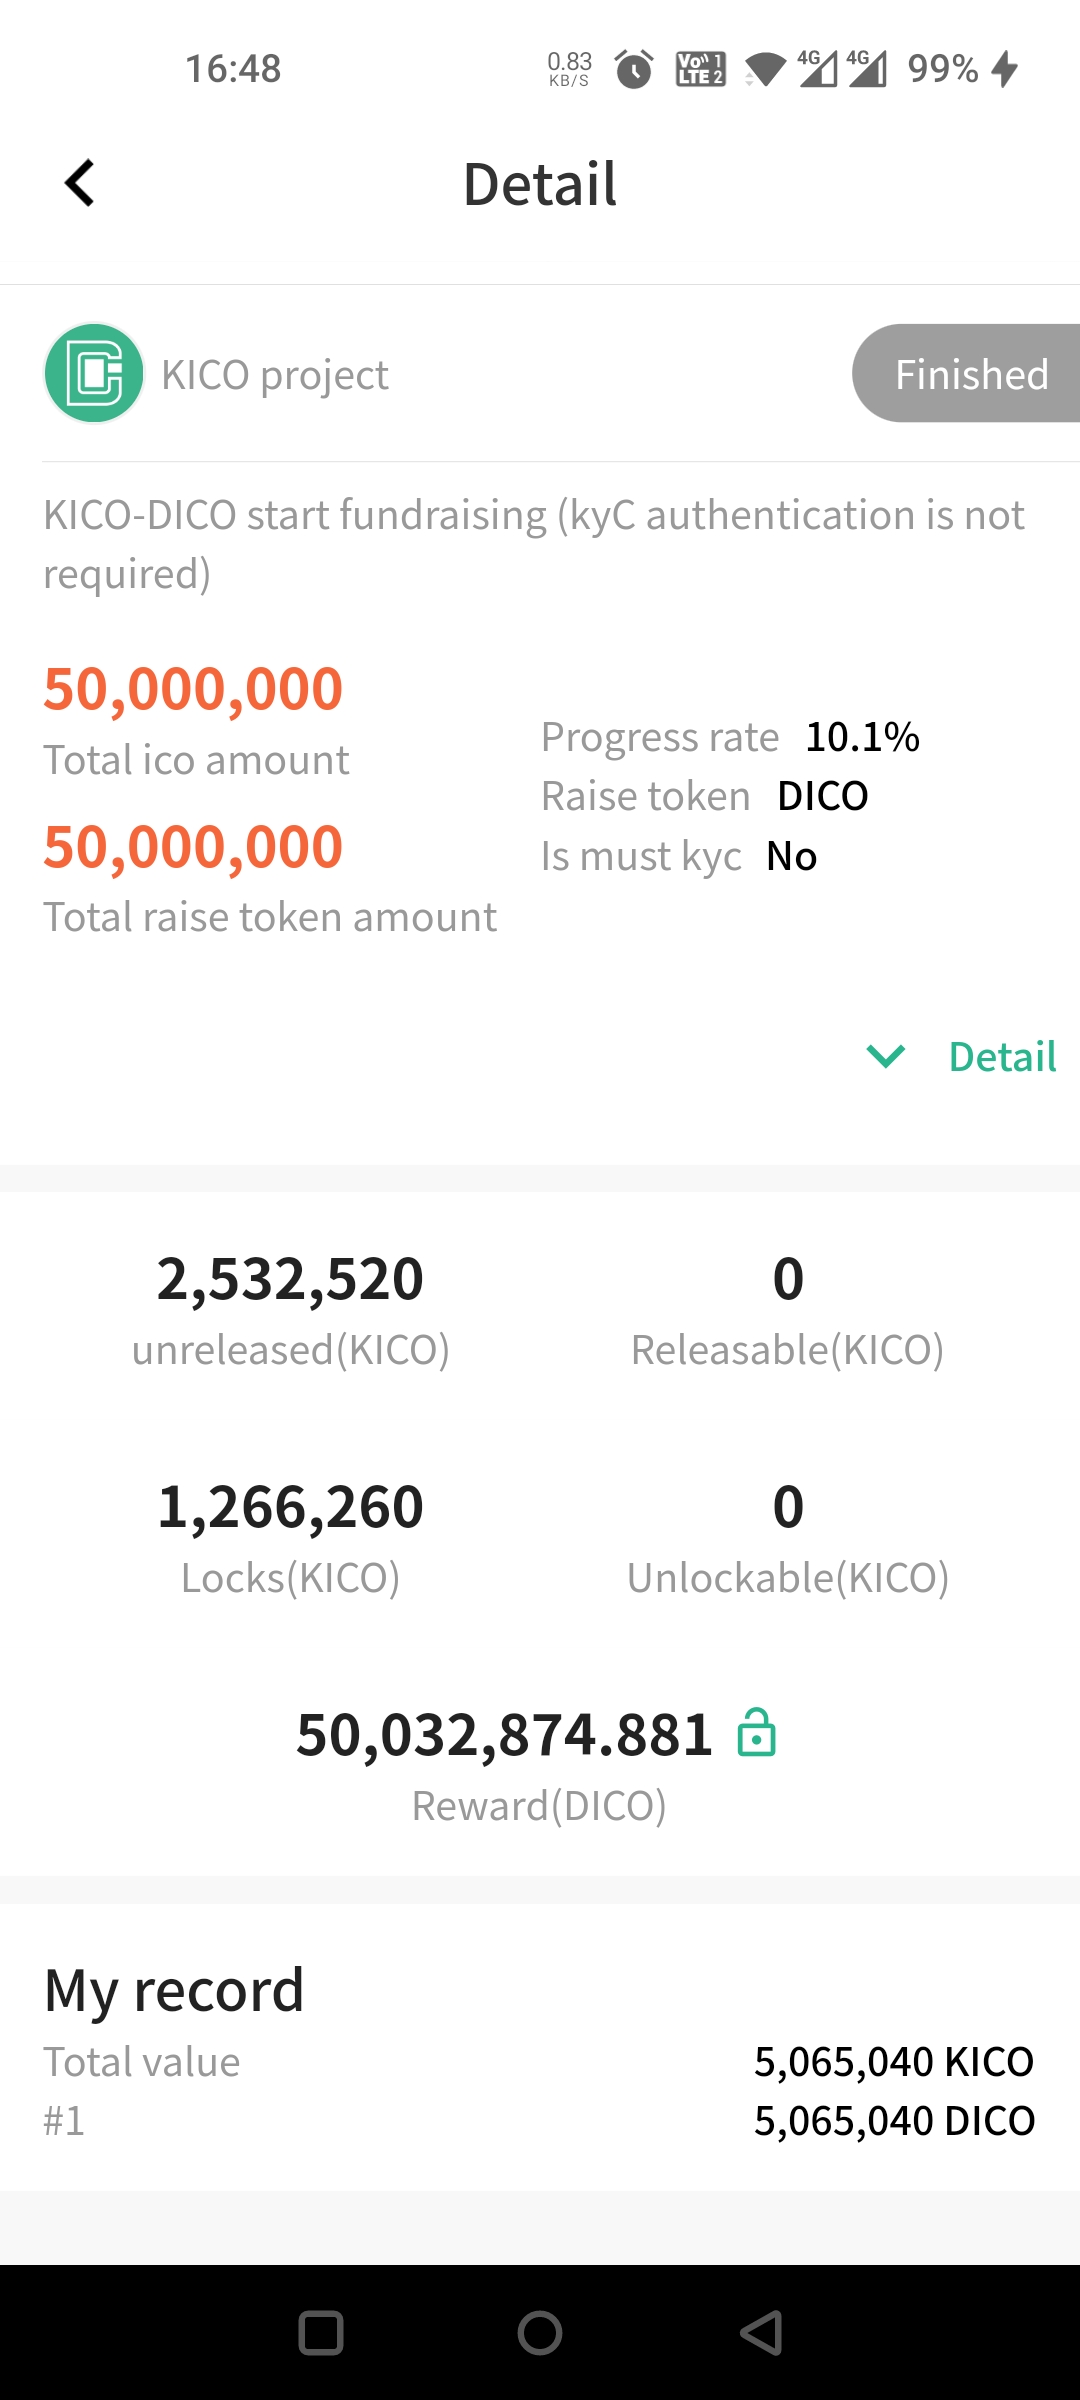 16:48
0.83
KB/S
Vo)) 1
LTE 2
4G
4G
99%
Detail
KICO project
Finished
KICO-DICO start fundraising (kyC authentication is not
required)
50,000,000
Total ico amount
50,000,000
Total raise token amount
Progress rate 10.1%
Raise token DICO
Is must kyc No
Detail
2,532,520
unreleased(KICO)
0
Releasable(KICO)
1,266,260
Locks(KICO)
0
Unlockable(KICO)
50,032,874.881
Reward(DICO)
My record
Total value 5,065,040 KICO
#1 5,065,040 DICO